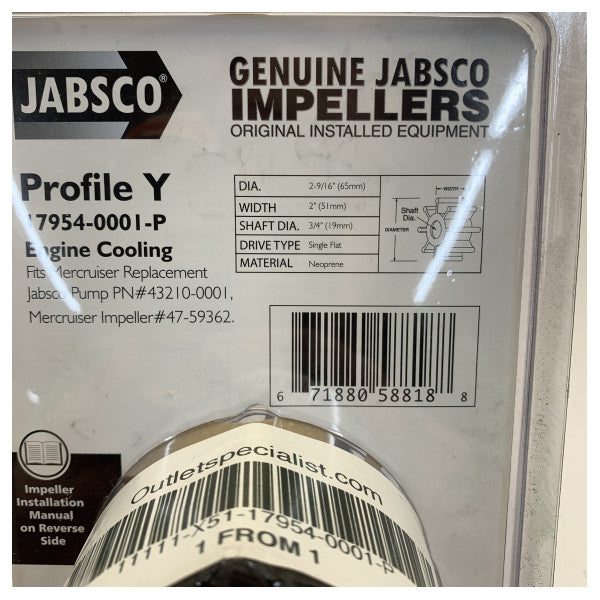 JABSCO®
GENUINE JABSCO
IMPELLERS
ORIGINAL INSTALLED EQUIPMENT
Profile Y
17954-0001-P
Engine Cooling
Fits Mercruiser Replacement
Jabsco Pump PN#43210-0001,
Mercruiser Impeller#47-59362.
DIA. 2-9/16" (65mm)
WIDTH 2" (51mm)
SHAFT DIA. 3/4" (19mm)
DRIVE TYPE Single Flat
MATERIAL Neoprene
WIDTH
Shaft
Dia.
DIAMETER
6 71880 58818 8
Impeller
Installation
Manual
on Reverse
Side
Outletspecialist.com
11111-X51-17954-0001-P
1 FROM 1